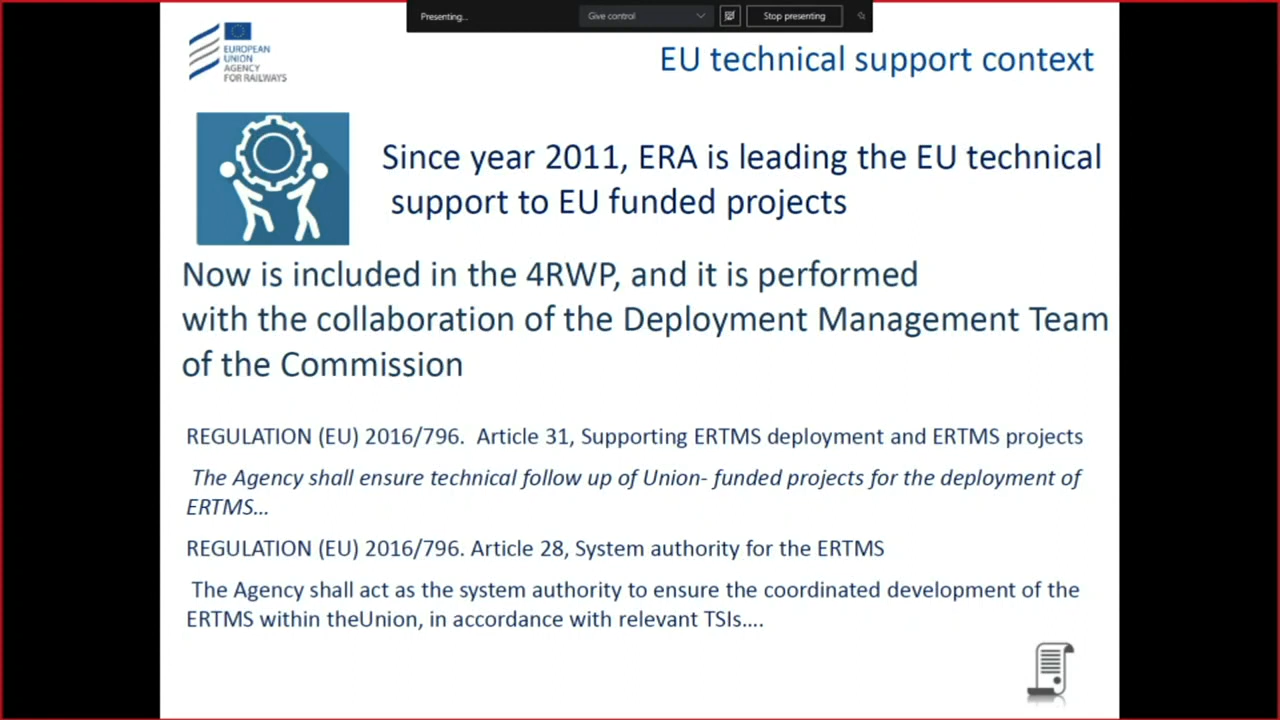 Presenting...
Give control
Stop presenting
EUROPEAN
UNION
AGENCY
FOR RAILWAYS
EU technical support context
Since year 2011, ERA is leading the EU technical
support to EU funded projects
Now is included in the 4RWP, and it is performed
with the collaboration of the Deployment Management Team
of the Commission
REGULATION (EU) 2016/796. Article 31, Supporting ERTMS deployment and ERTMS projects
The Agency shall ensure technical follow up of Union- funded projects for the deployment of
ERTMS...
REGULATION (EU) 2016/796. Article 28, System authority for the ERTMS
The Agency shall act as the system authority to ensure the coordinated development of the
ERTMS within theUnion, in accordance with relevant TSIs....